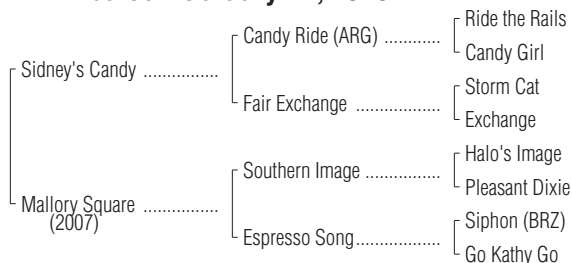 Ride the Rails
Candy Ride (ARG) ............
Candy Girl
Sidney's Candy ................
Storm Cat
Fair Exchange ..................
Exchange
Halo's Image
Southern Image ................
Pleasant Dixie
Mallory Square ................
(2007)
Siphon (BRZ)
Espresso Song..................
Go Kathy Go